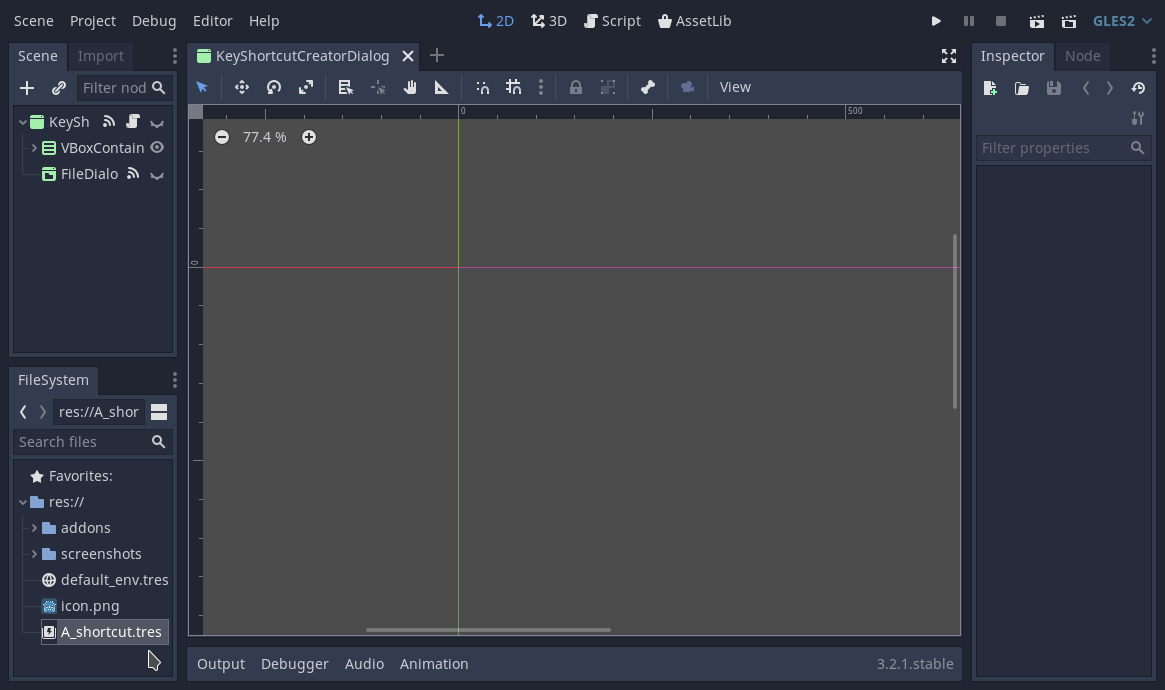 Scene Project Debug Editor Help
2D 3D Script AssetLib
GLES2
Scene Import
Filter nod
KeySh
VBoxContain
FileDialo
FileSystem
res://A_shor
Search files
Favorites:
res://
addons
screenshots
default_env.tres
icon.png
A_shortcut.tres
KeyShortcutCreatorDialog
View
0
500
77.4 %
0
Output Debugger Audio Animation
3.2.1.stable
Inspector Node
Filter properties